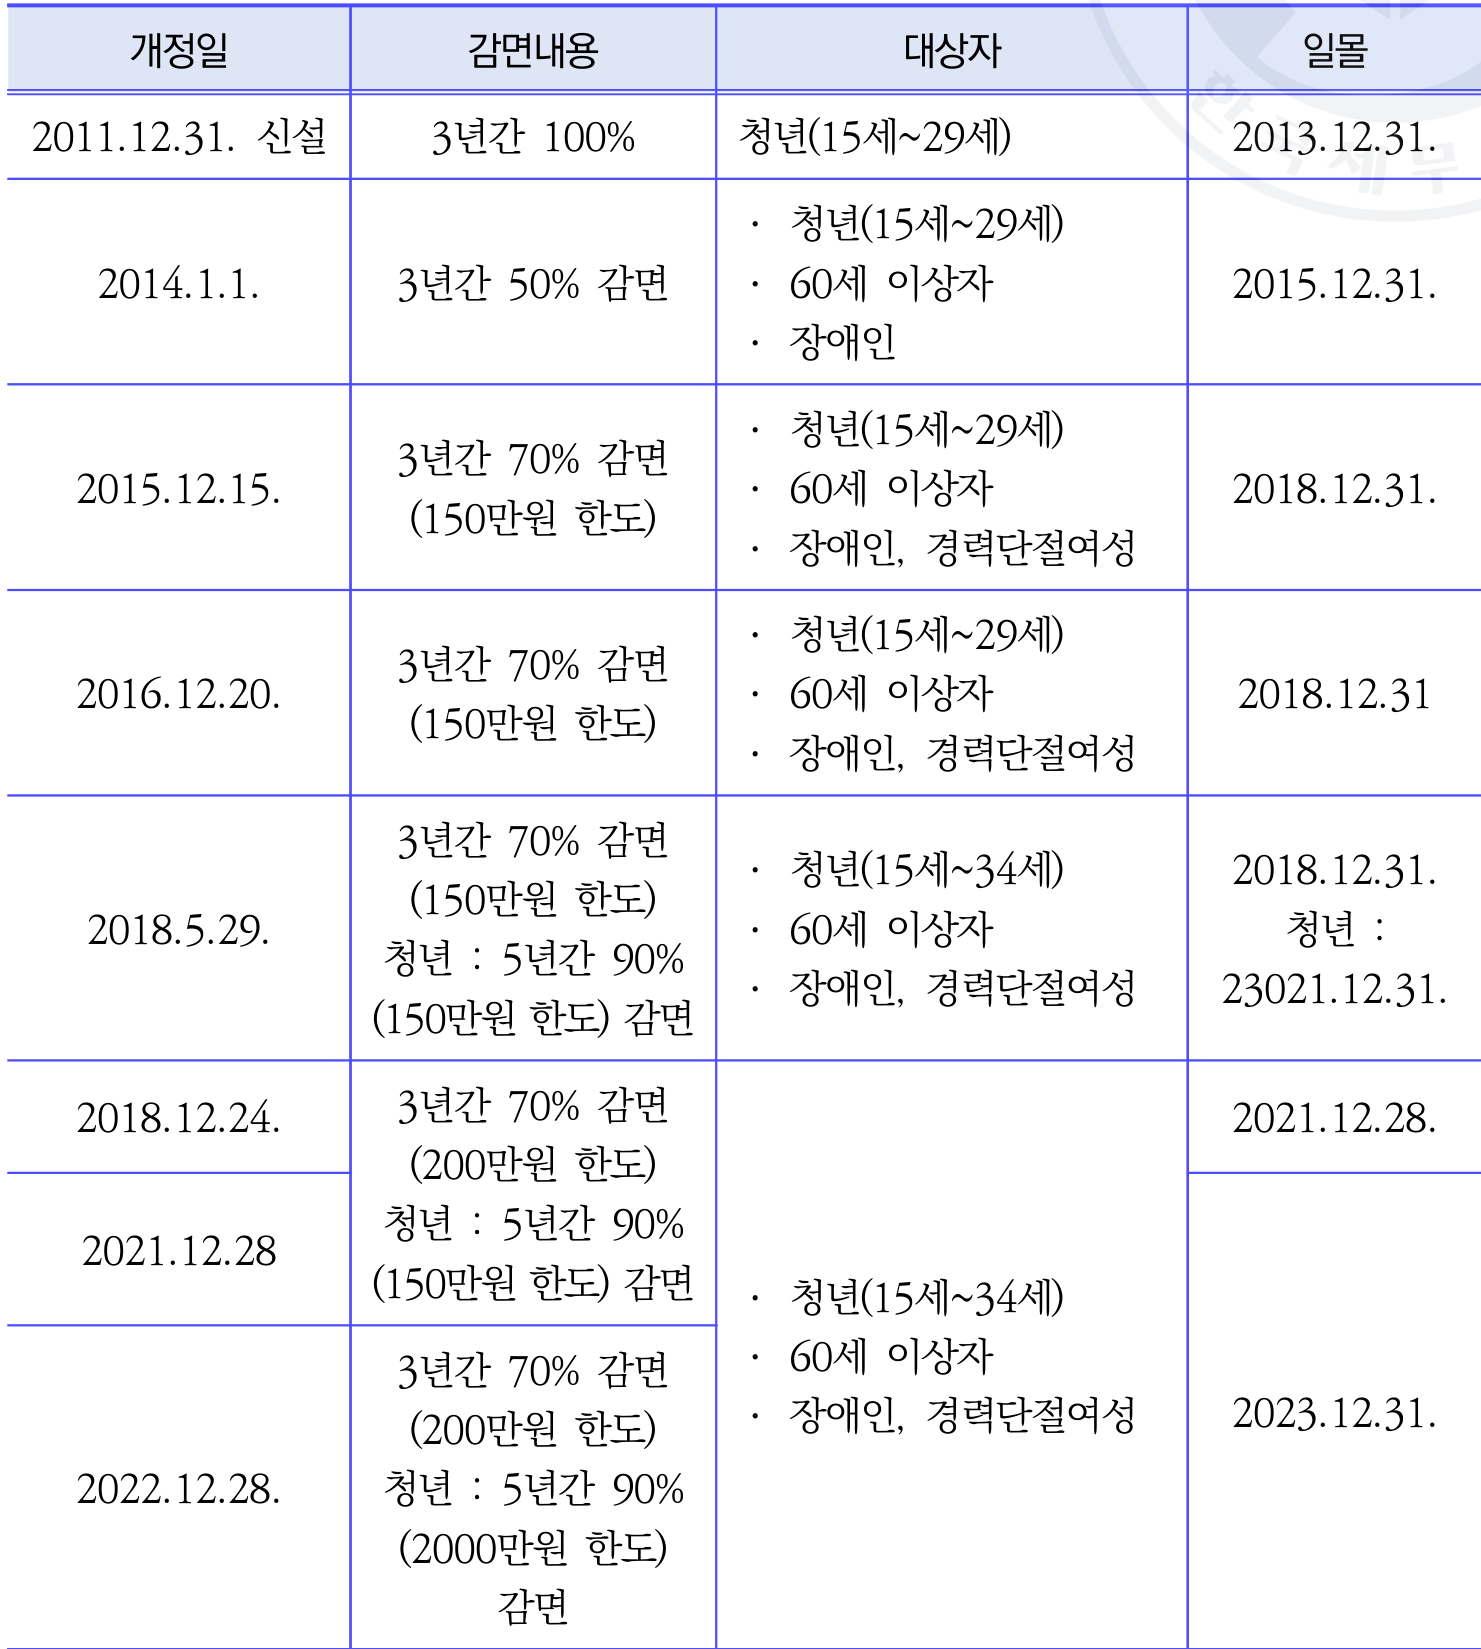 개정일 감면내용 대상자 일몰
2011.12.31. 신설 3년간 100% 청년(15세~29세) 2013.12.31.
2014.1.1.
3년간 50% 감면
· 청년(15세~29세)
· 60세 이상자
· 장애인
2015.12.31.
2015.12.15.
3년간 70% 감면
(150만원 한도)
· 청년(15세~29세)
· 60세 이상자
· 장애인, 경력단절여성
2018.12.31.
2016.12.20.
3년간 70% 감면
(150만원 한도)
· 청년(15세~29세)
· 60세 이상자
· 장애인, 경력단절여성
2018.12.31
2018.5.29.
3년간 70% 감면
(150만원 한도)
청년 : 5년간 90%
(150만원 한도) 감면
· 청년(15세~34세)
· 60세 이상자
· 장애인, 경력단절여성
2018.12.31.
청년 :
23021.12.31.
2018.12.24.
2021.12.28
3년간 70% 감면
(200만원 한도)
청년 : 5년간 90%
(150만원 한도) 감면
2021.12.28.
2022.12.28.
3년간 70% 감면
(200만원 한도)
청년 : 5년간 90%
(2000만원 한도)
감면
· 청년(15세~34세)
· 60세 이상자
· 장애인, 경력단절여성
2023.12.31.
한국세무